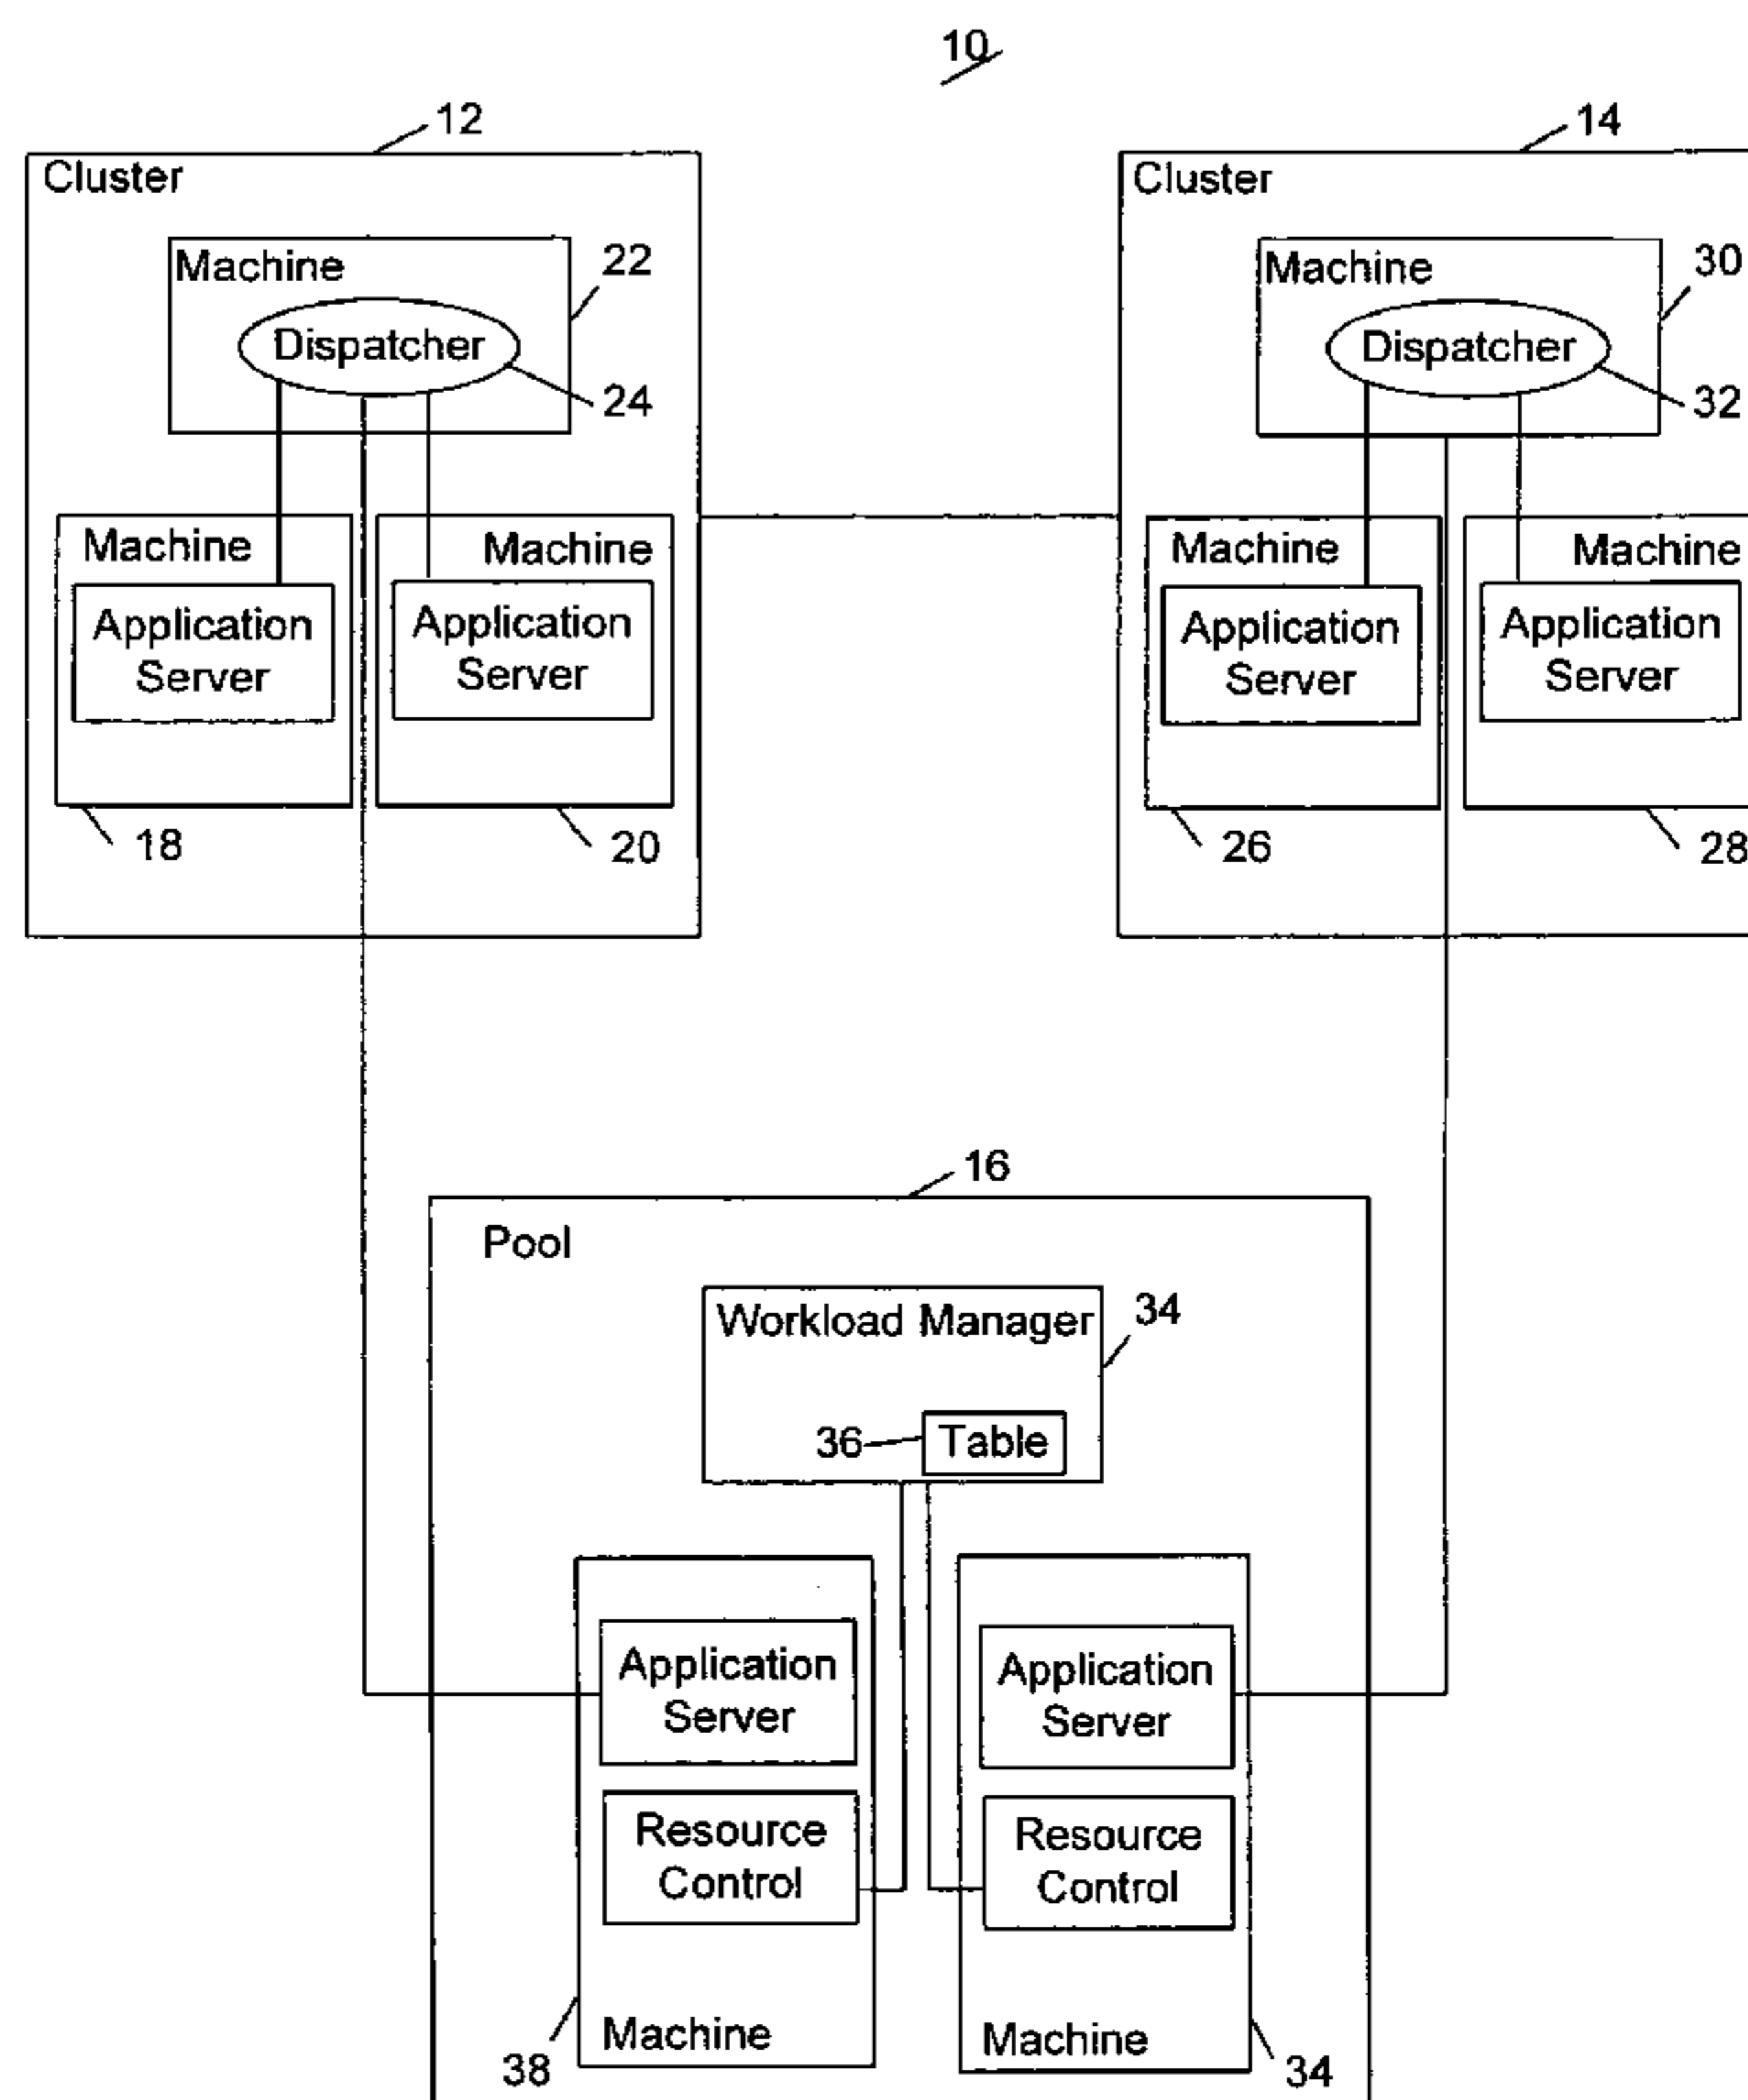 10
12
14
Cluster
Cluster
Machine
22
Dispatcher
24
Machine
30
Dispatcher
32
Machine
Application
Server
18
Machine
Application
Server
20
Machine
Application
Server
26
Machine
Application
Server
28
16
Pool
Workload Manager
34
36
Table
Application
Server
Resource
Control
Machine
38
Application
Server
Resource
Control
Machine
34